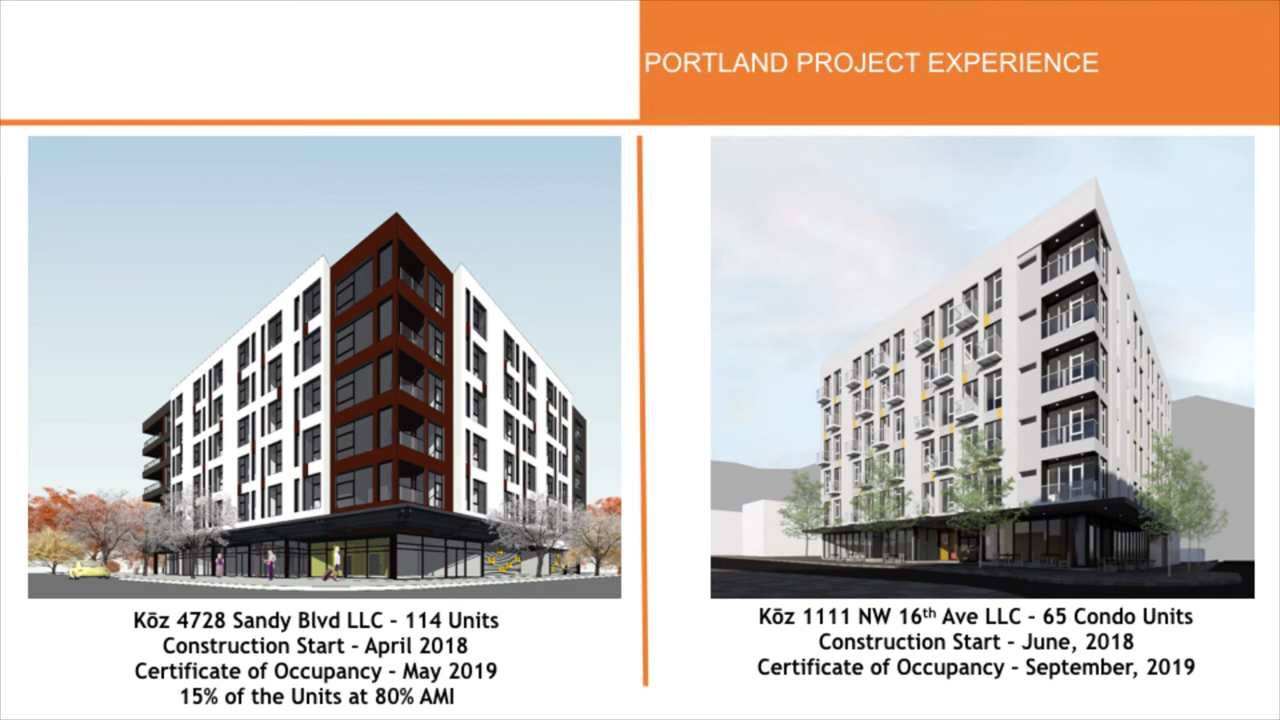 PORTLAND PROJECT EXPERIENCE
Kōz 4728 Sandy Blvd LLC – 114 Units
Construction Start – April 2018
Certificate of Occupancy – May 2019
15% of the Units at 80% AMI
Kōz 1111 NW 16th Ave LLC – 65 Condo Units
Construction Start – June, 2018
Certificate of Occupancy – September, 2019